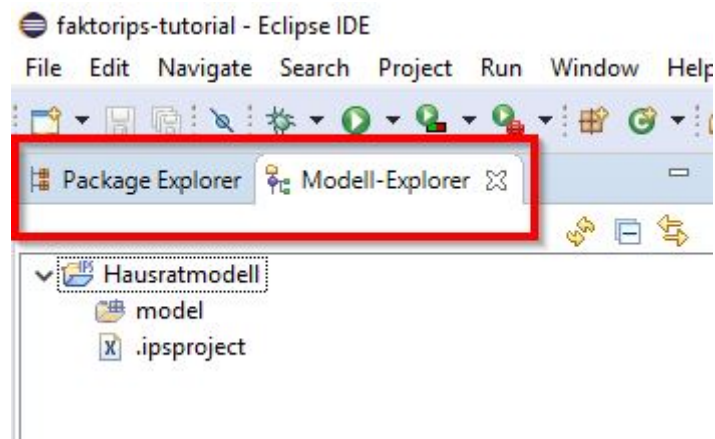 faktorips-tutorial - Eclipse IDE
File Edit Navigate Search Project Run Window Help
Package Explorer Modell-Explorer
Hausratmodell
model
.ipsproject